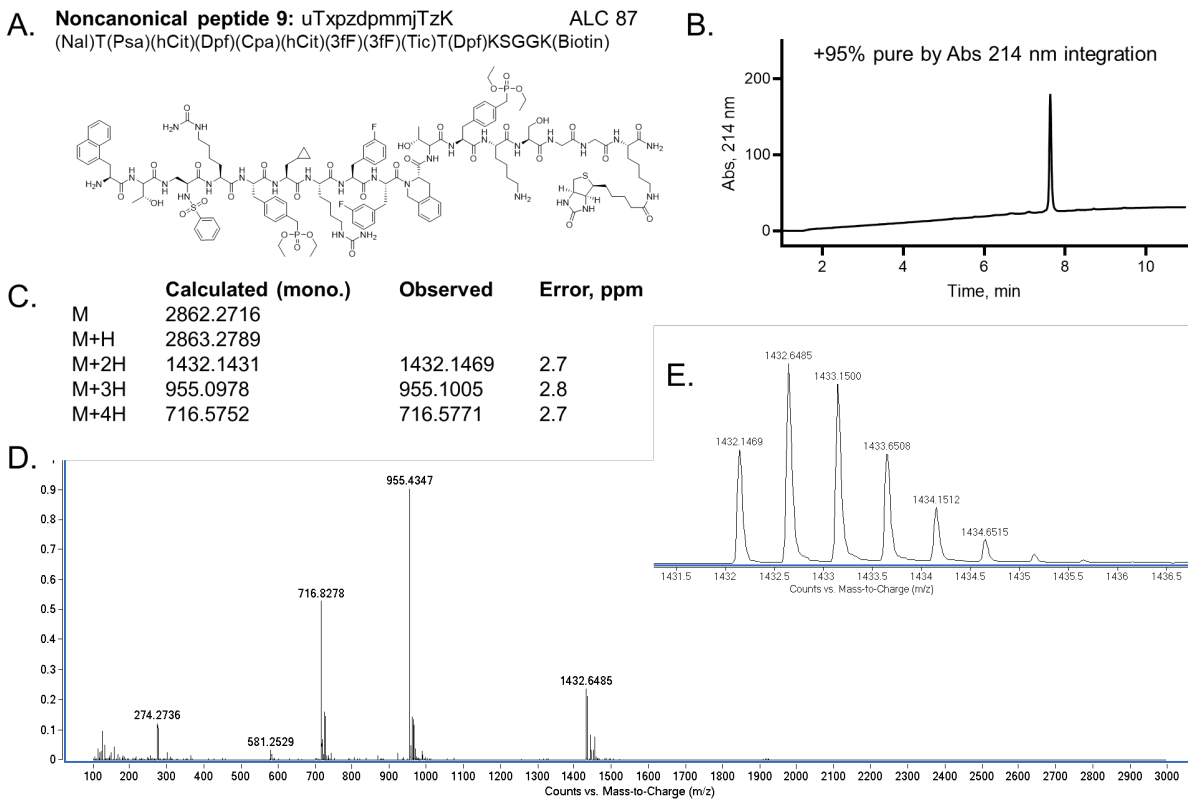 A.
Noncanonical peptide 9: uTxpzdpmmjTzK ALC 87
(Nal)T(Psa)(hCit)(Dpf)(Cpa)(hCit)(3fF)(3fF)(Tic)T(Dpf)KSGGK(Biotin)
B.
+95% pure by Abs 214 nm integration
Abs, 214 nm
200
100
0
2 4 6 8 10
Time, min
C.
Calculated (mono.) Observed Error, ppm
M 2862.2716
M+H 2863.2789
M+2H 1432.1431 1432.1469 2.7
M+3H 955.0978 955.1005 2.8
M+4H 716.5752 716.5771 2.7
D.
0.9
0.8
0.7
0.6
0.5
0.4
0.3
0.2
0.1
0
955.4347
716.8278
1432.6485
274.2736
581.2529
100 200 300 400 500 600 700 800 900 1000 1100 1200 1300 1400 1500 1600 1700 1800 1900 2000 2100 2200 2300 2400 2500 2600 2700 2800 2900 3000
Counts vs. Mass-to-Charge (m/z)
E.
1432.6485
1433.1500
1432.1469
1433.6508
1434.1512
1434.6515
1431.5 1432 1432.5 1433 1433.5 1434 1434.5 1435 1435.5 1436 1436.5
Counts vs. Mass-to-Charge (m/z)